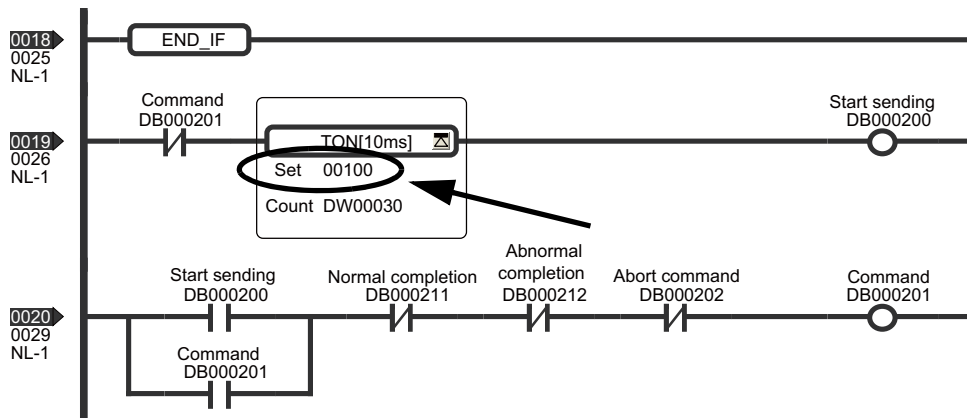 0018
0025
NL-1
END_IF
0019
0026
NL-1
Command
DB000201
TON[10ms]
Set 00100
Count DW00030
Start sending
DB000200
0020
0029
NL-1
Start sending
DB000200
Normal completion
DB000211
Abnormal
completion
DB000212
Abort command
DB000202
Command
DB000201
Command
DB000201